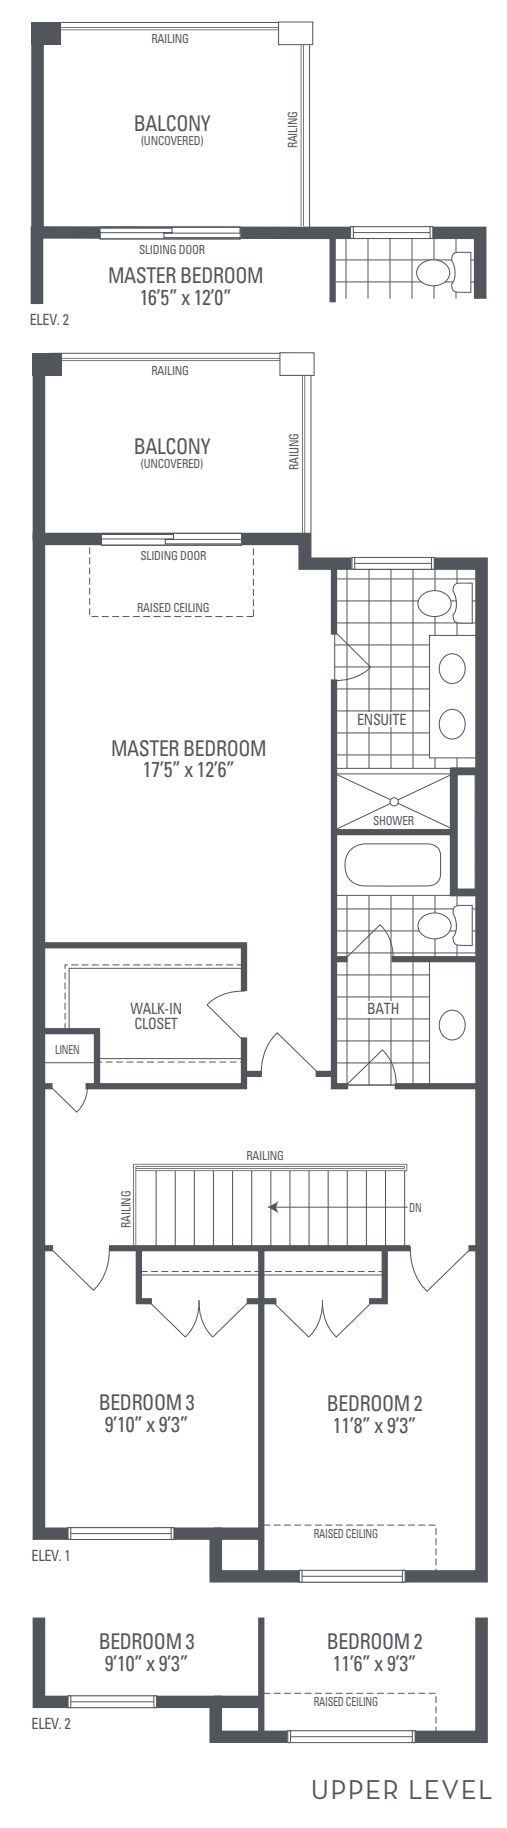 RAILING
BALCONY
(UNCOVERED)
RAILING
SLIDING DOOR
MASTER BEDROOM
16'5" x 12'0"
ELEV. 2
RAILING
BALCONY
(UNCOVERED)
RAILING
SLIDING DOOR
RAISED CEILING
ENSUITE
MASTER BEDROOM
17'5" x 12'6"
SHOWER
WALK-IN
CLOSET
BATH
LINEN
RAILING
RAILING
DN
BEDROOM 3
9'10" x 9'3"
BEDROOM 2
11'8" x 9'3"
RAISED CEILING
ELEV. 1
BEDROOM 3
9'10" x 9'3"
BEDROOM 2
11'6" x 9'3"
RAISED CEILING
ELEV. 2
UPPER LEVEL